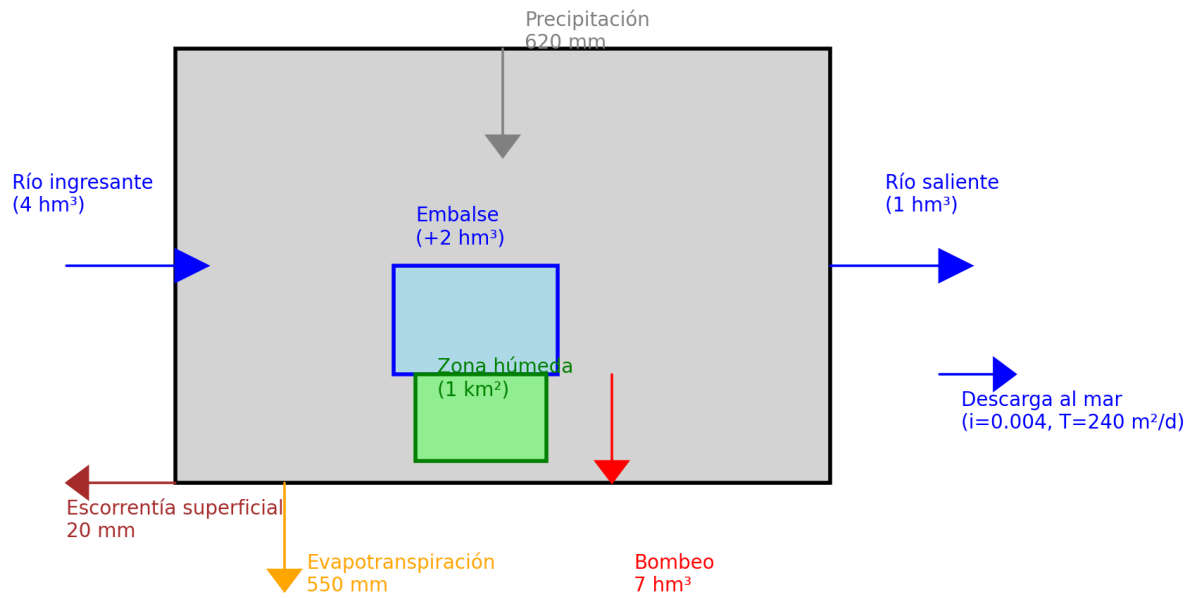 Precipitación
620 mm
Río ingresante
(4 hm³)
Río saliente
(1 hm³)
Embalse
(+2 hm³)
Zona húmeda
(1 km²)
Descarga al mar
(i=0.004, T=240 m²/d)
Escorrentía superficial
20 mm
Evapotranspiración
550 mm
Bombeo
7 hm³